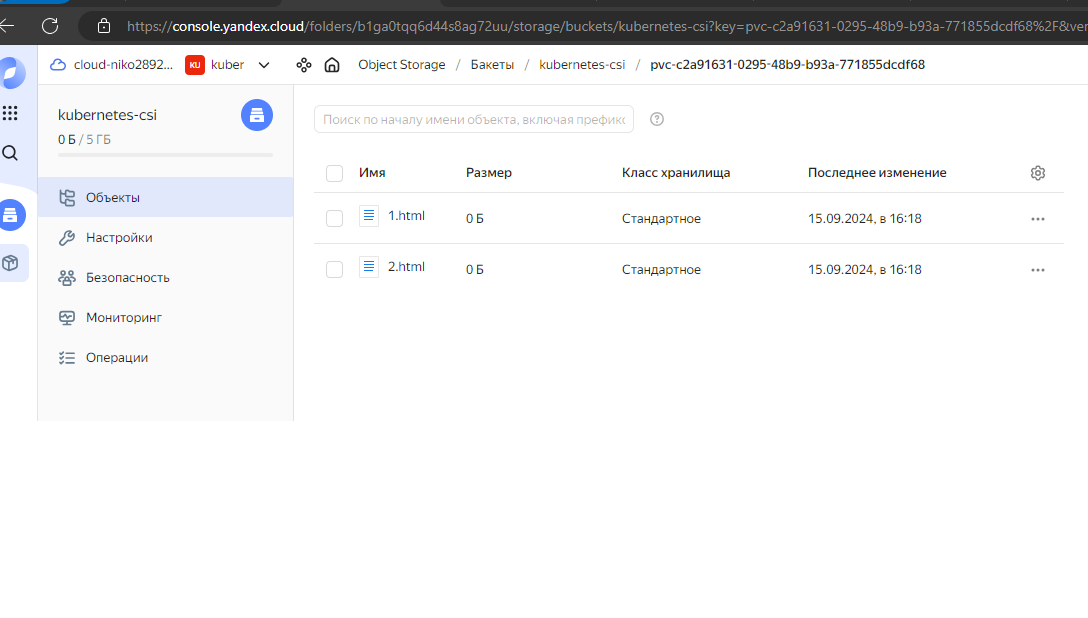 https://console.yandex.cloud/folders/b1ga0tqq6d44s8ag72uu/storage/buckets/kubernetes-csi?key=pvc-c2a91631-0295-48b9-b93a-771855dcdf68%2F&ver
cloud-niko2892... KU kuber Object Storage / Бакеты / kubernetes-csi / pvc-c2a91631-0295-48b9-b93a-771855dcdf68
kubernetes-csi
0 Б / 5 ГБ
Объекты
Настройки
Безопасность
Мониторинг
Операции
Поиск по началу имени объекта, включая префикс
Имя Размер Класс хранилища Последнее изменение
1.html 0 Б Стандартное 15.09.2024, в 16:18
2.html 0 Б Стандартное 15.09.2024, в 16:18